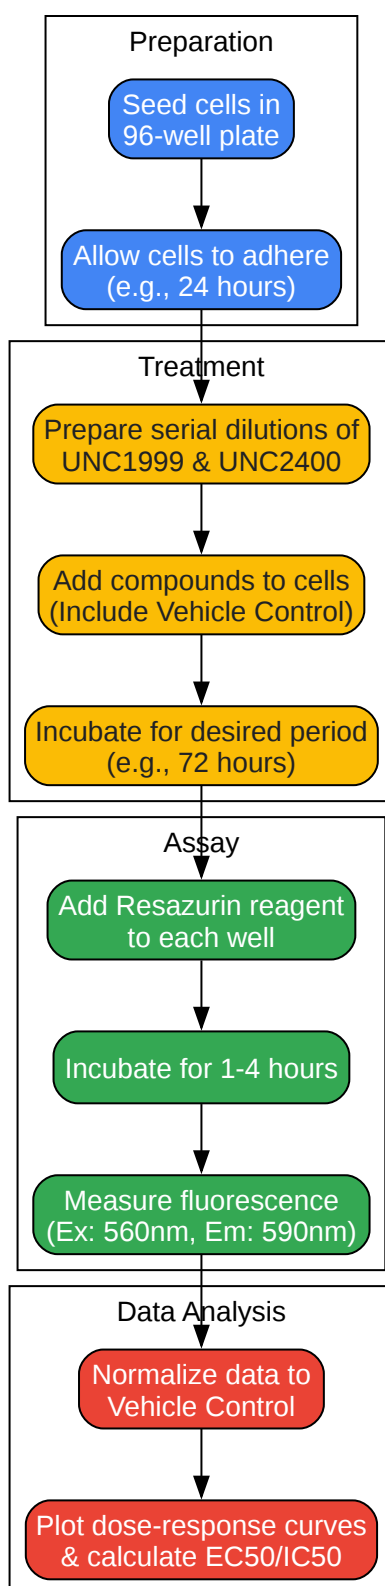 Preparation
Seed cells in
96-well plate
Allow cells to adhere
(e.g., 24 hours)
Treatment
Prepare serial dilutions of
UNC1999 & UNC2400
Add compounds to cells
(Include Vehicle Control)
Incubate for desired period
(e.g., 72 hours)
Assay
Add Resazurin reagent
to each well
Incubate for 1-4 hours
Measure fluorescence
(Ex: 560nm, Em: 590nm)
Data Analysis
Normalize data to
Vehicle Control
Plot dose-response curves
& calculate EC50/IC50